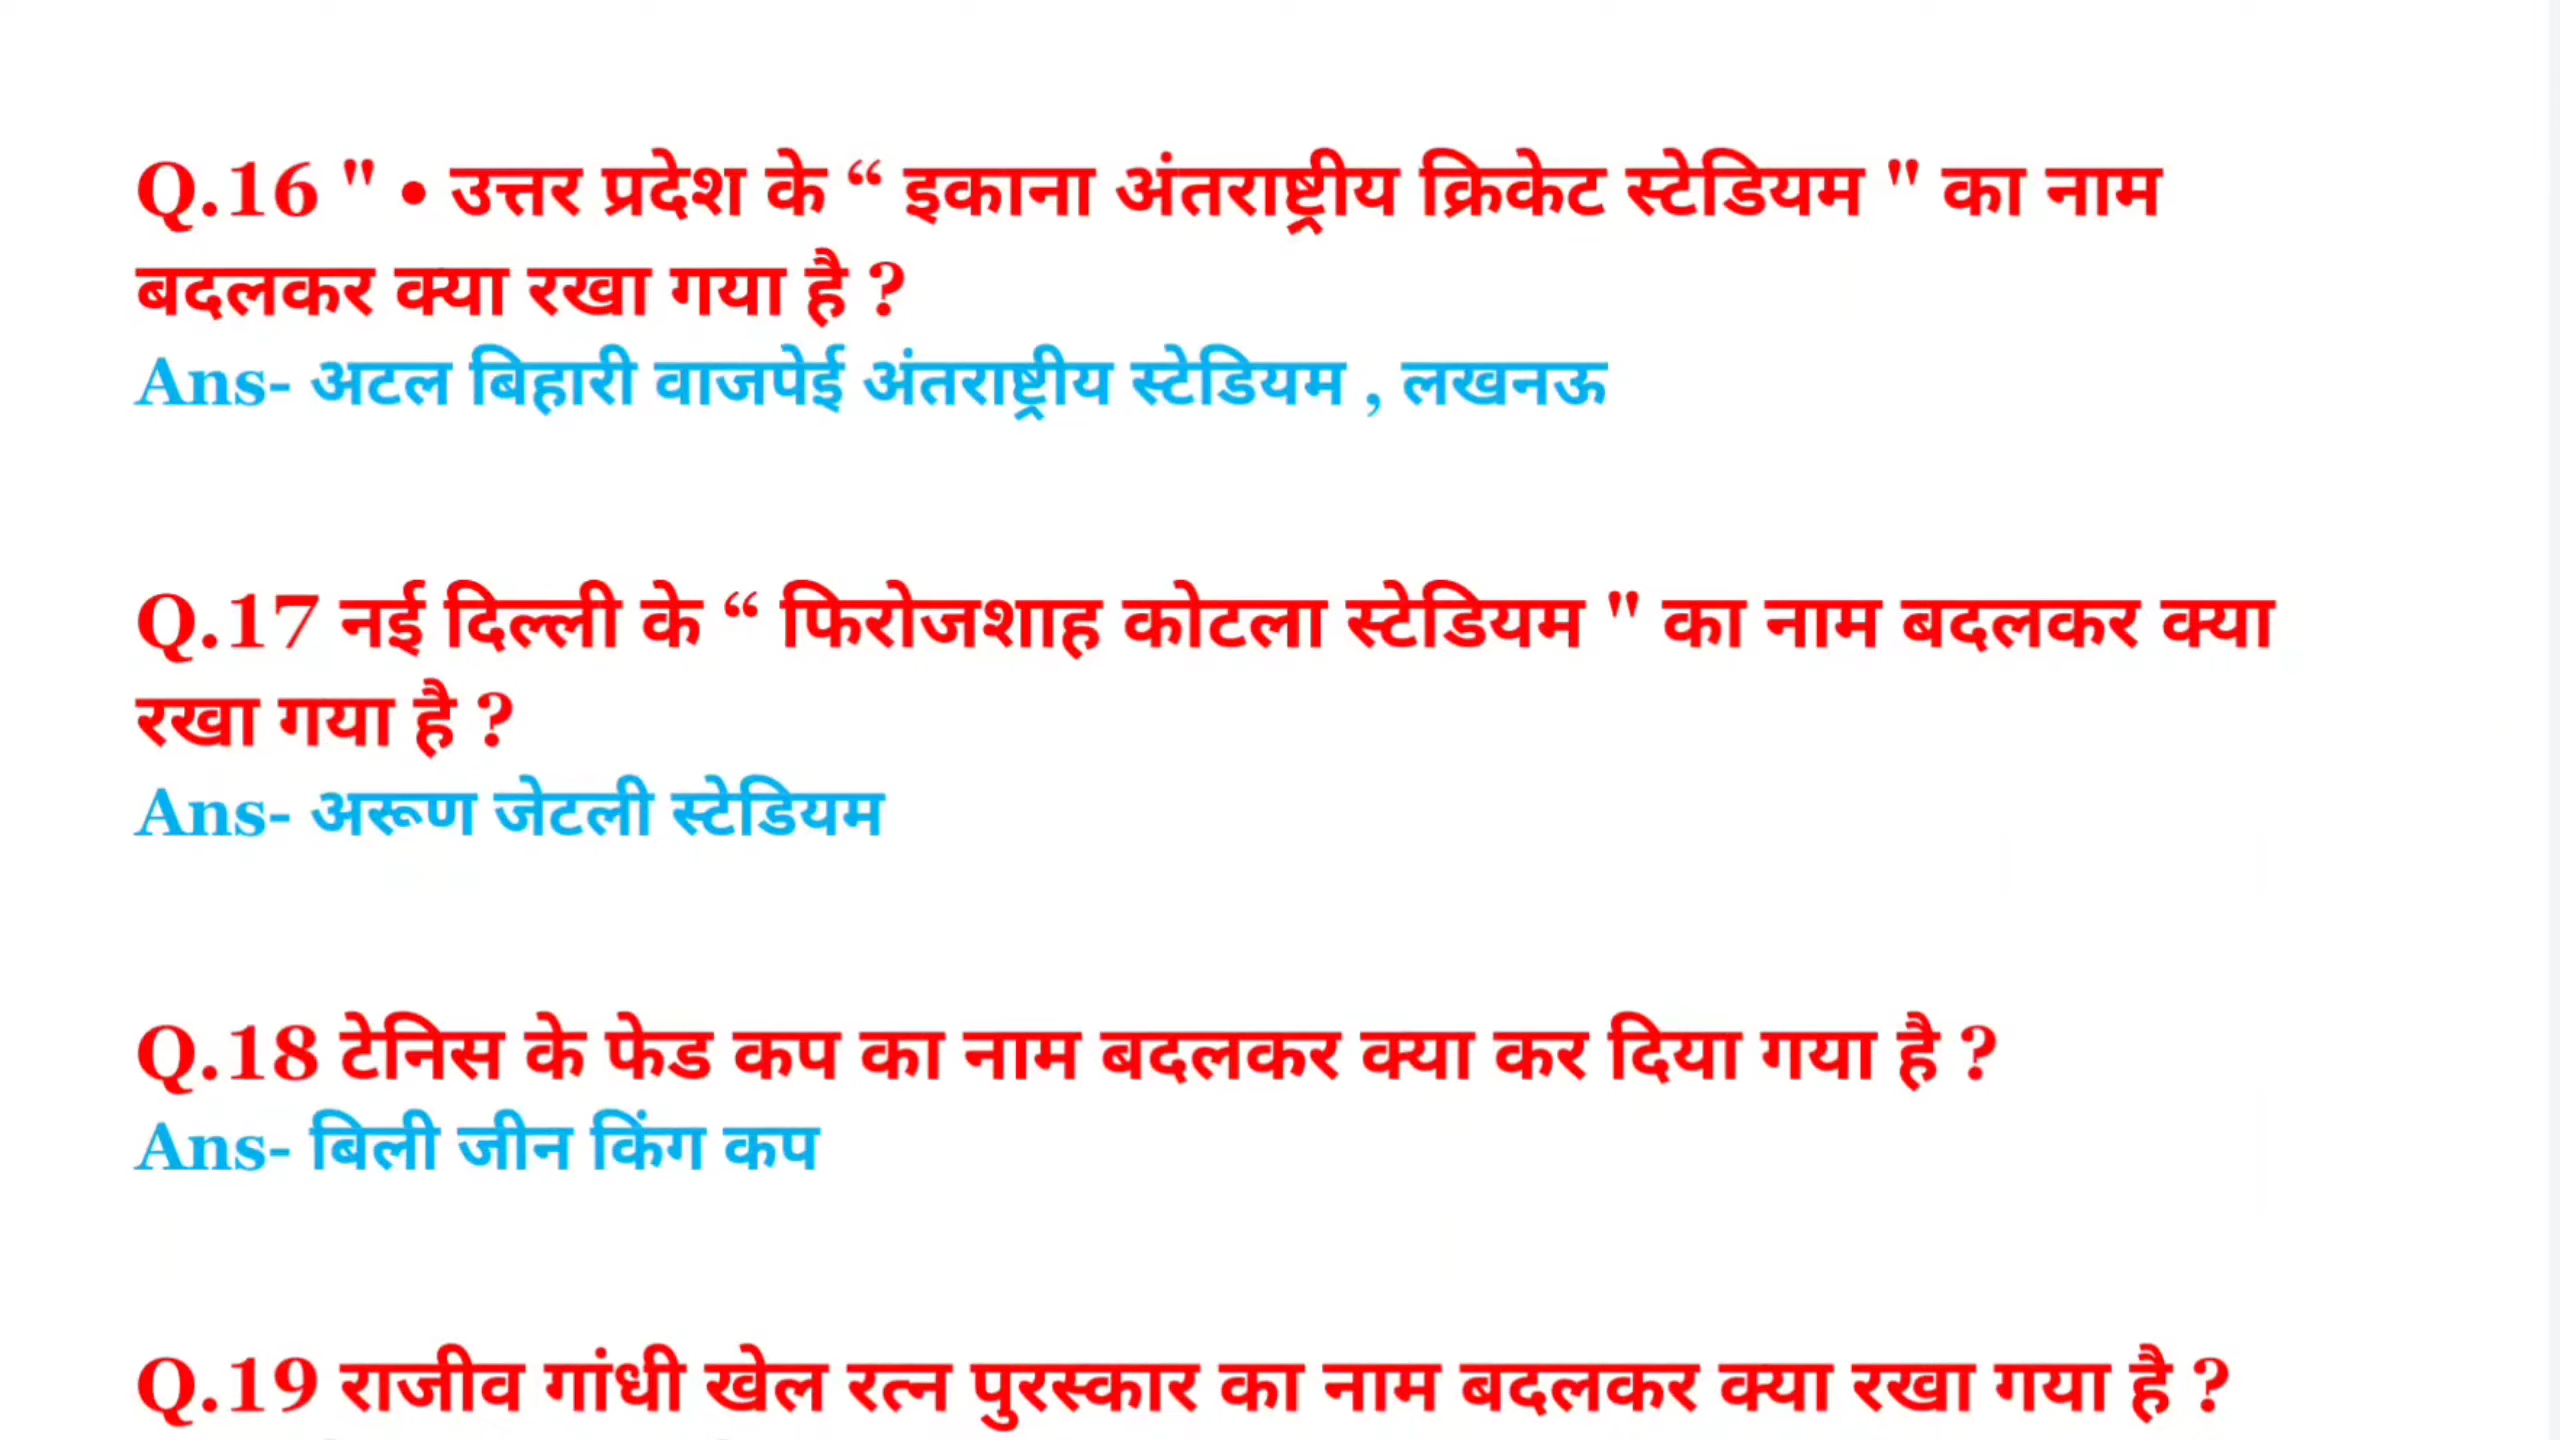 Q.16 " • उत्तर प्रदेश के “ इकाना अंतराष्ट्रीय क्रिकेट स्टेडियम " का नाम
बदलकर क्या रखा गया है ?
Ans- अटल बिहारी वाजपेई अंतराष्ट्रीय स्टेडियम , लखनऊ
Q.17 नई दिल्ली के “ फिरोजशाह कोटला स्टेडियम " का नाम बदलकर क्या
रखा गया है ?
Ans- अरूण जेटली स्टेडियम
Q.18 टेनिस के फेड कप का नाम बदलकर क्या कर दिया गया है ?
Ans- बिली जीन किंग कप
Q.19 राजीव गांधी खेल रत्न पुरस्कार का नाम बदलकर क्या रखा गया है ?